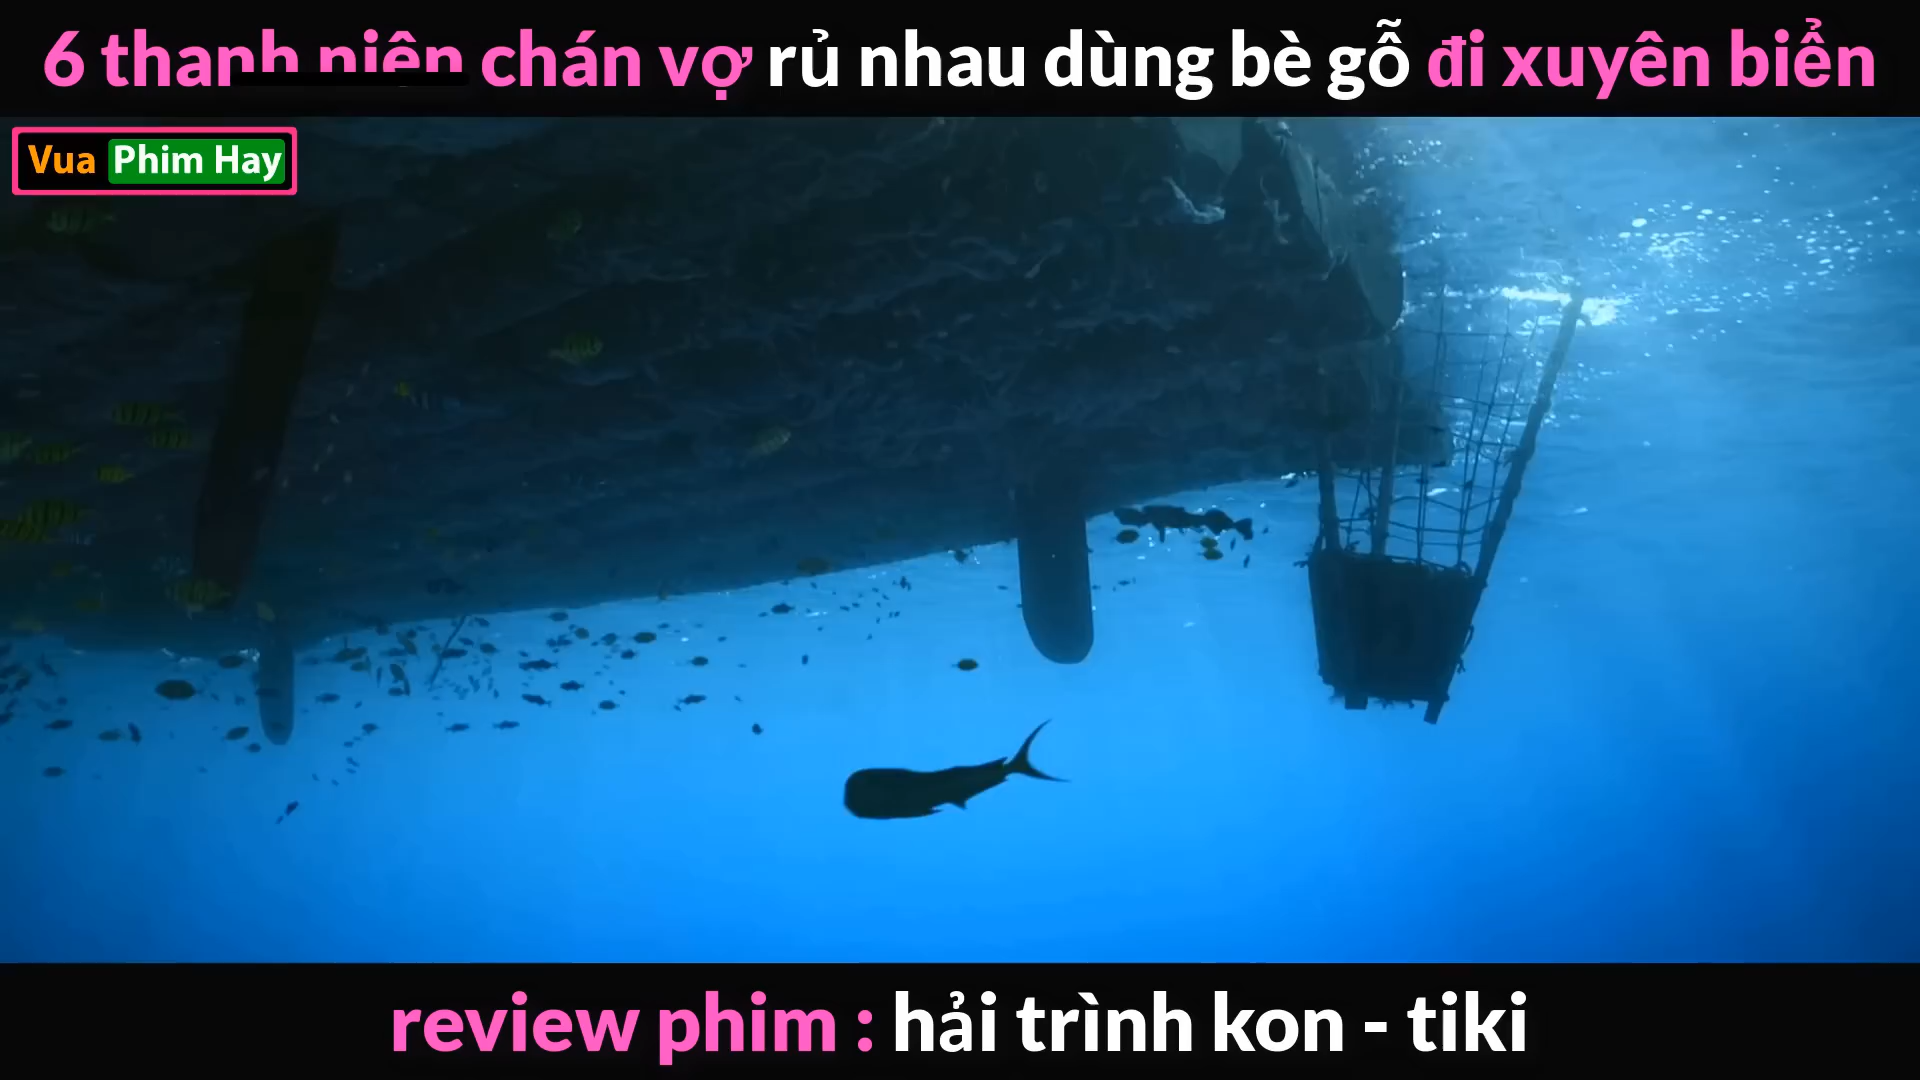 6 thanh niên chán vợ rủ nhau dùng bè gỗ đi xuyên biển
Vua Phim Hay
review phim : hải trình kon - tiki